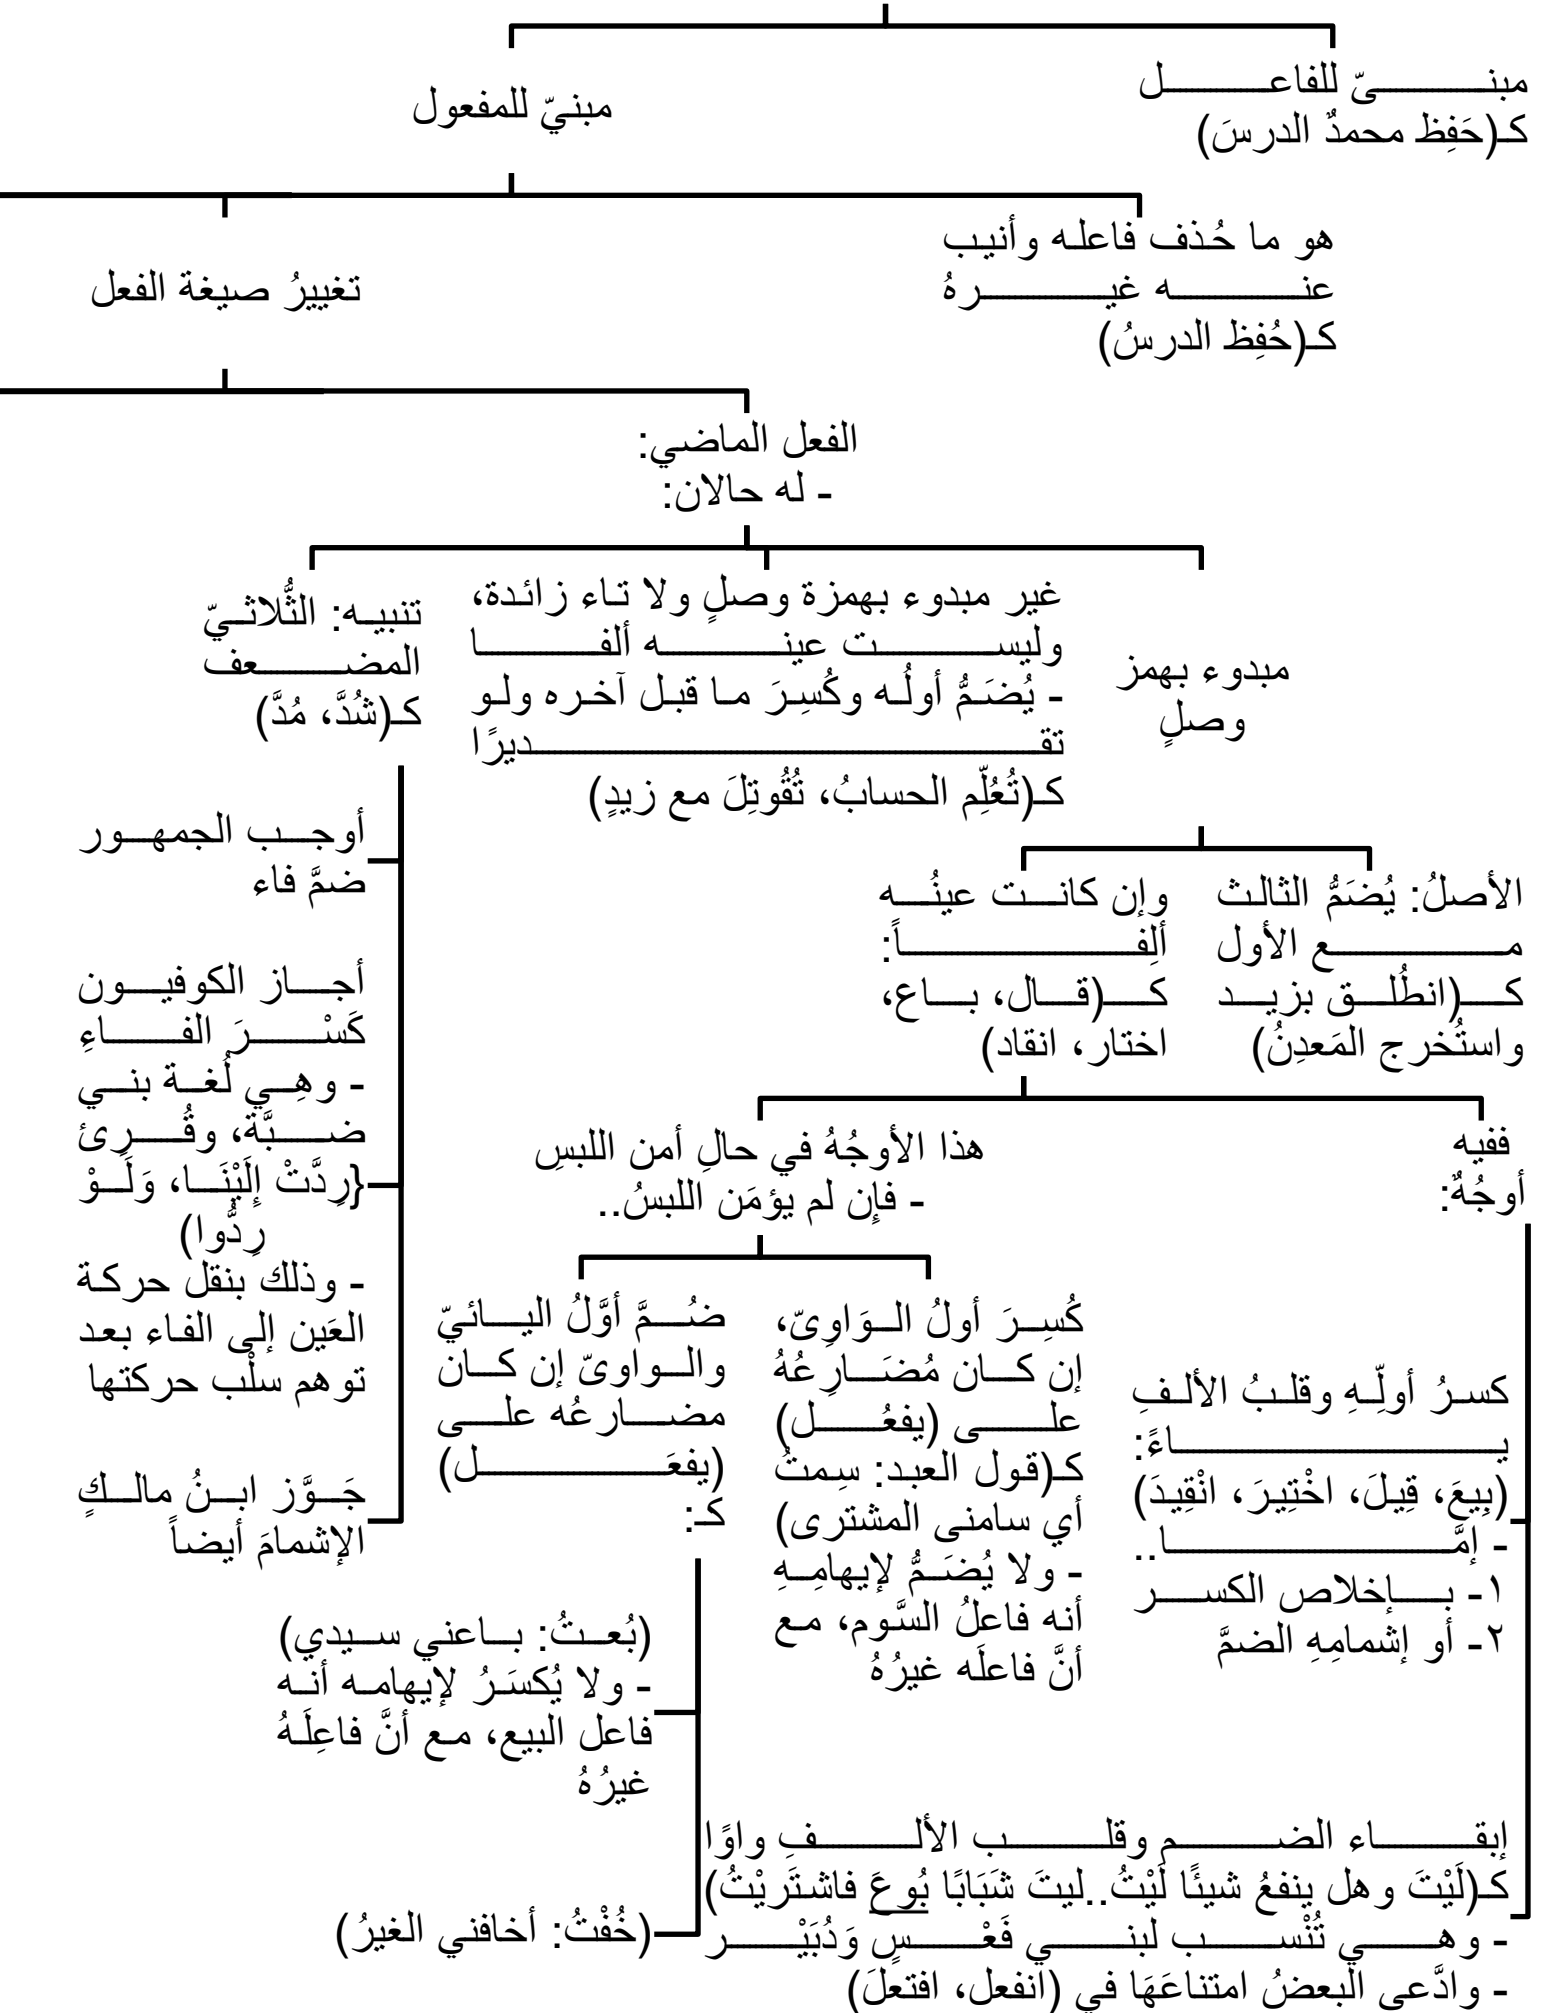 مبنىّ للفاعل
كـ(حَفِظ محمدٌ الدرسَ)
مبنيّ للمفعول
هو ما حُذف فاعله وأنيب
عنه غيرهُ
كـ(حُفِظ الدرسُ)
تغييرُ صيغة الفعل
الفعل الماضي:
- له حالان:
مبدوء بهمز
وصلٍ
غير مبدوء بهمزة وصلٍ ولا تاء زائدة،
وليست عينه ألفا
- يُضَمُّ أولُه وكُسِرَ ما قبل آخره ولو
تقديرًا
كـ(تُعُلِّم الحسابُ، تُقُوتِلَ مع زيدٍ)
تنبيه: الثُّلاثيّ
المضعف
كـ(شُدَّ، مُدَّ)
الأصلُ: يُضَمُّ الثالث
مع الأول
كـ(انطُلق بزيد
واستُخرج المَعدِنُ)
وإن كانت عينُه
ألِفاً:
كـ(قال، باع،
اختار، انقاد)
أوجب الجمهور
ضمَّ فاء
أجاز الكوفيون
كَسْرَ الفاءِ
- وهِي لُغة بني
ضبَّة، وقُرِئ
{رِدَّتْ إِلَيْنَا، وَلَوْ
رِدُّوا)
- وذلك بنقل حركة
العَين إلى الفاء بعد
توهم سلْب حركتها
جَوَّز ابنُ مالكٍ
الإشمامَ أيضاً
ففيه
أوجُهٌ:
هذا الأوجُهُ في حالِ أمن اللبسِ
- فإن لم يؤمَن اللبسُ..
كسرُ أولِّهِ وقلبُ الألفِ
ياءً:
(بِيعَ، قِيلَ، اخْتِيرَ، انْقِيدَ)
- إمَّا..
١- بإخلاص الكسر
٢- أو إشمامِهِ الضمَّ
كُسِرَ أولُ الوَاوِىّ،
إن كان مُضَارِعُهُ
على (يفعُل)
كـ(قول العبد: سِمتُ
أي سامنى المشترى)
- ولا يُضَمُّ لإيهامِهِ
أنه فاعلُ السَّوم، مع
أنَّ فاعلَه غيرُهُ
ضُمَّ أوَّلُ اليائيّ
والواوىّ إن كان
مضارعُه على
(يفعَل)
كـ:
(بُعتُ: باعني سيدي)
- ولا يُكسَرُ لإيهامه أنه
فاعل البيع، مع أنَّ فاعِلَهُ
غيرُهُ
(خُفْتُ: أخافني الغيرُ)
إبقاء الضم وقلب الألفِ واوًا
كـ(لَيْتَ وهل ينفعُ شيئًا لَيْتُ..ليتَ شَبَابًا بُوعَ فاشتَريْتُ)
- وهي تُنْسب لبني فَعْسٍ وَدُبَيْر
- وادَّعى البعضُ امتناعَهَا في (انفعل، افتعلَ)